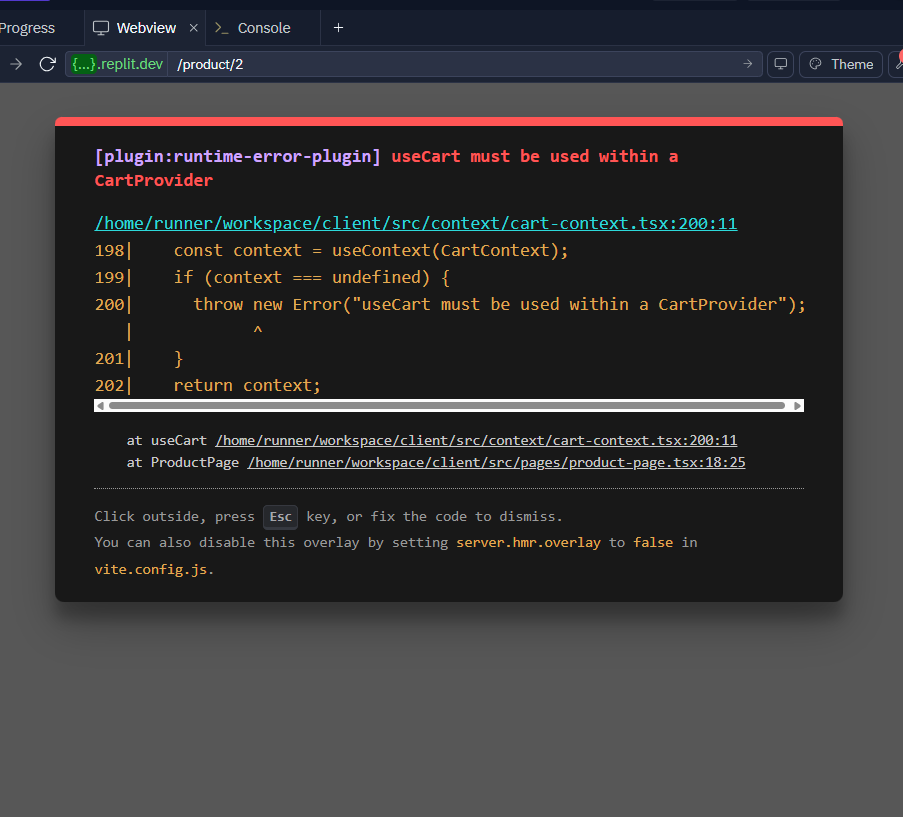 Progress
Webview
Console
{...}.replit.dev /product/2
Theme
[plugin:runtime-error-plugin] useCart must be used within a
CartProvider
/home/runner/workspace/client/src/context/cart-context.tsx:200:11
198|    const context = useContext(CartContext);
199|    if (context === undefined) {
200|      throw new Error("useCart must be used within a CartProvider");
   |            ^
201|    }
202|    return context;
at useCart /home/runner/workspace/client/src/context/cart-context.tsx:200:11
at ProductPage /home/runner/workspace/client/src/pages/product-page.tsx:18:25
Click outside, press Esc key, or fix the code to dismiss.
You can also disable this overlay by setting server.hmr.overlay to false in
vite.config.js.